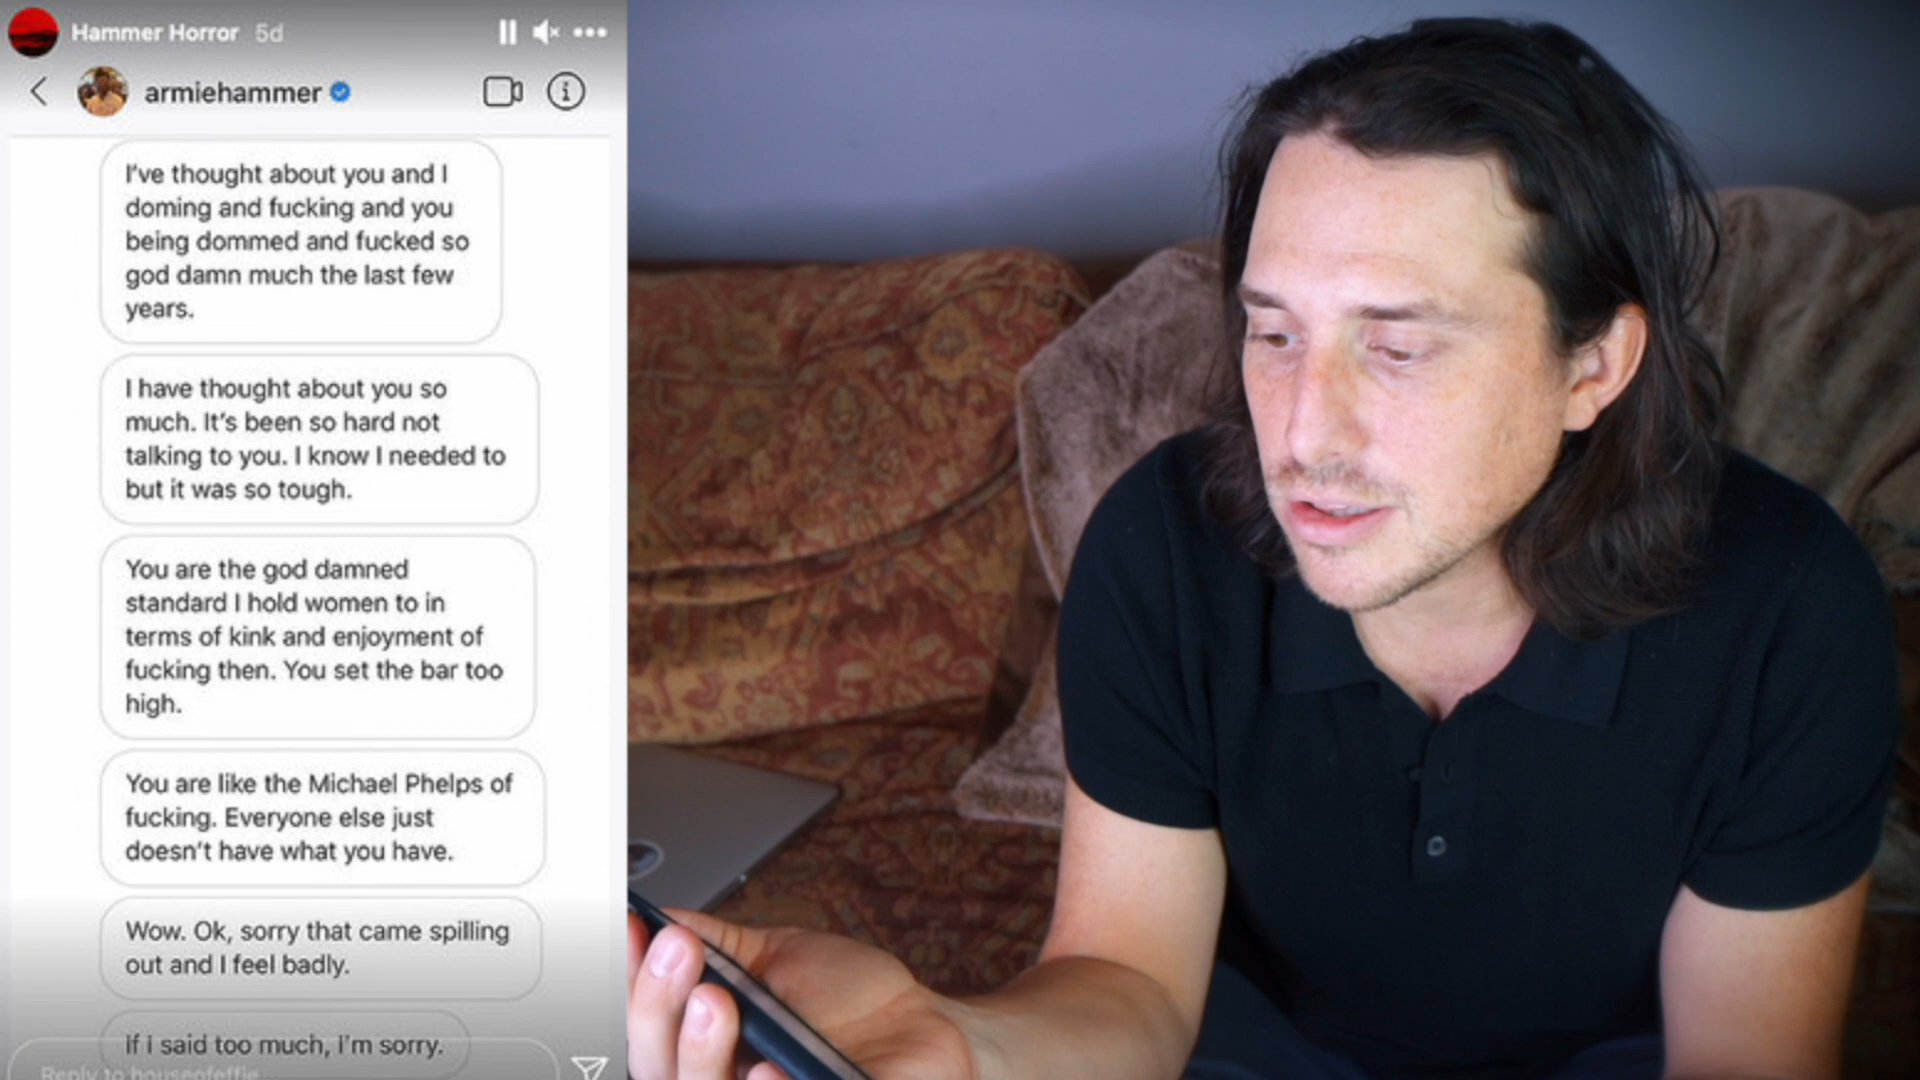 Hammer Horror 5d
armiehammer
I've thought about you and I
doming and fucking and you
being dommed and fucked so
god damn much the last few
years.
I have thought about you so
much. It's been so hard not
talking to you. I know I needed to
but it was so tough.
You are the god damned
standard I hold women to in
terms of kink and enjoyment of
fucking then. You set the bar too
high.
You are like the Michael Phelps of
fucking. Everyone else just
doesn't have what you have.
Wow. Ok, sorry that came spilling
out and I feel badly.
If i said too much, i'm sorry.
Reply to houseofeffie